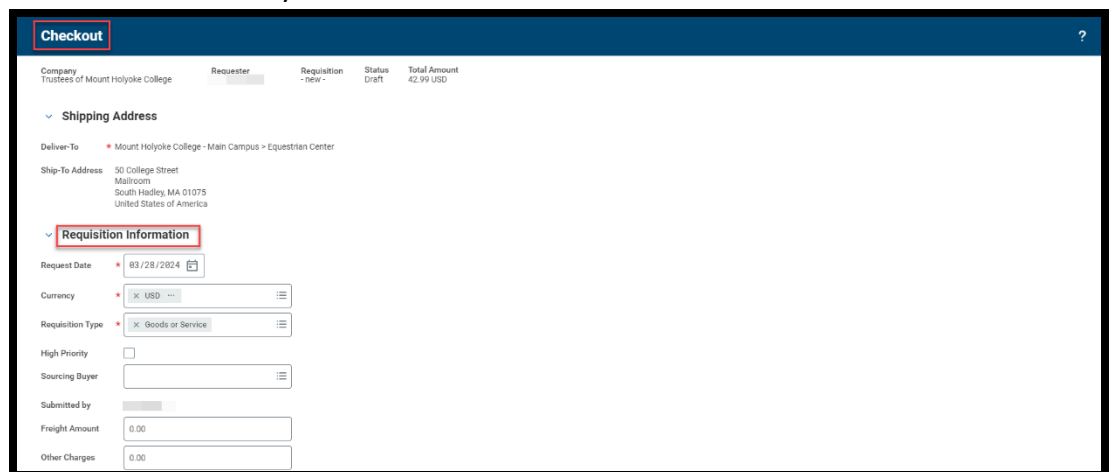 Checkout
?
Company Requester Requisition Status Total Amount
Trustees of Mount Holyoke College - new - Draft 42.99 USD
Shipping Address
Deliver-To * Mount Holyoke College - Main Campus > Equestrian Center
Ship-To Address 50 College Street
Mailroom
South Hadley, MA 01075
United States of America
Requisition Information
Request Date * 03/28/2024
Currency * × USD ...
Requisition Type * × Goods or Service
High Priority
Sourcing Buyer
Submitted by
Freight Amount 0.00
Other Charges 0.00